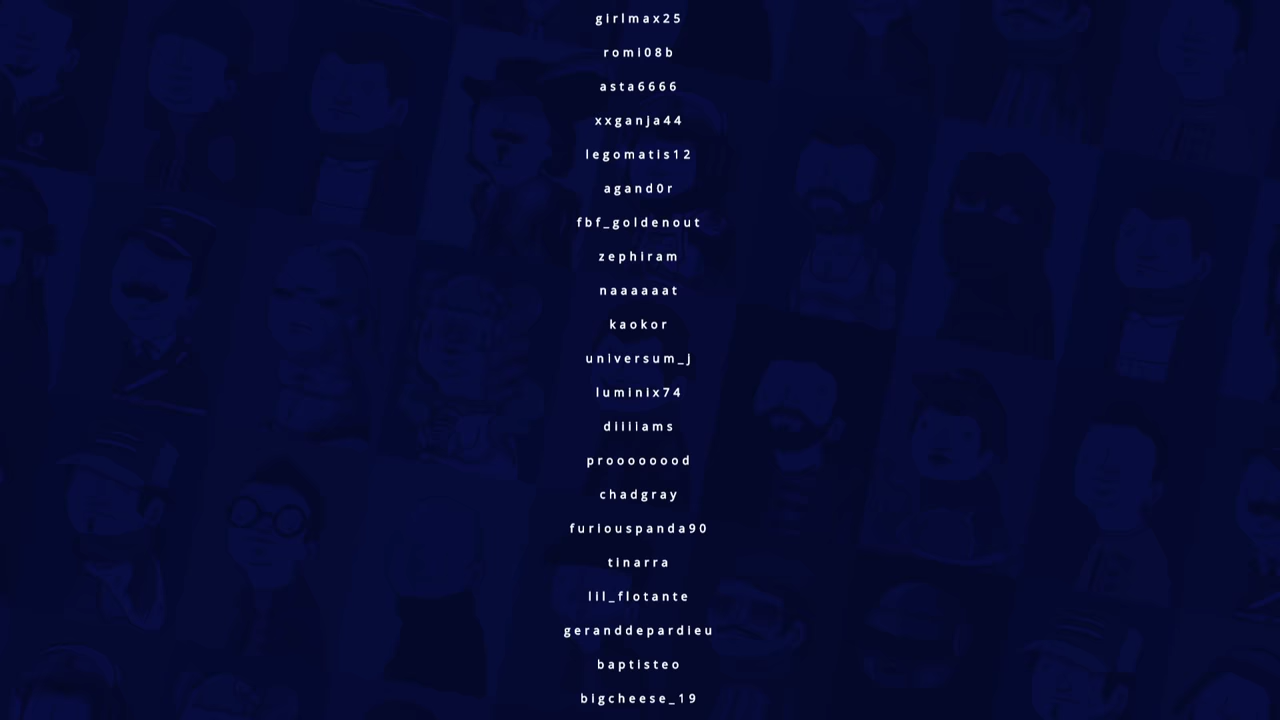 girlmax25
romi08b
asta6666
xxganja44
legomatis12
agand0r
fbf_goldenout
zephiram
naaaaaat
kaokor
universum_j
luminix74
diiliams
proooooood
chadgray
furiouspanda90
tinarra
lil_flotante
geranddepardieu
baptisteo
bigcheese_19